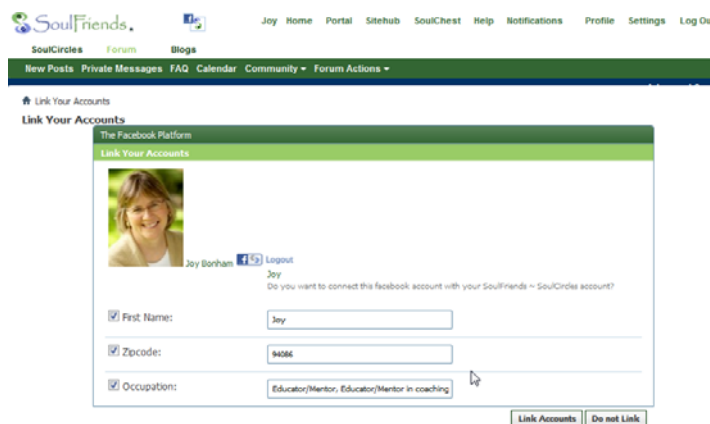 SoulFriends.
Joy Home Portal Sitehub SoulChest Help Notifications Profile Settings Log Ou
SoulCircles Forum Blogs
New Posts Private Messages FAQ Calendar Community Forum Actions
Link Your Accounts
Link Your Accounts
The Facebook Platform
Link Your Accounts
Joy Bonham Logout
Joy
Do you want to connect this facebook account with your SoulFriends ~ SoulCircles account?
First Name: Joy
Zipcode: 94086
Occupation: Educator/Mentor, Educator/Mentor in coaching
Link Accounts Do not Link